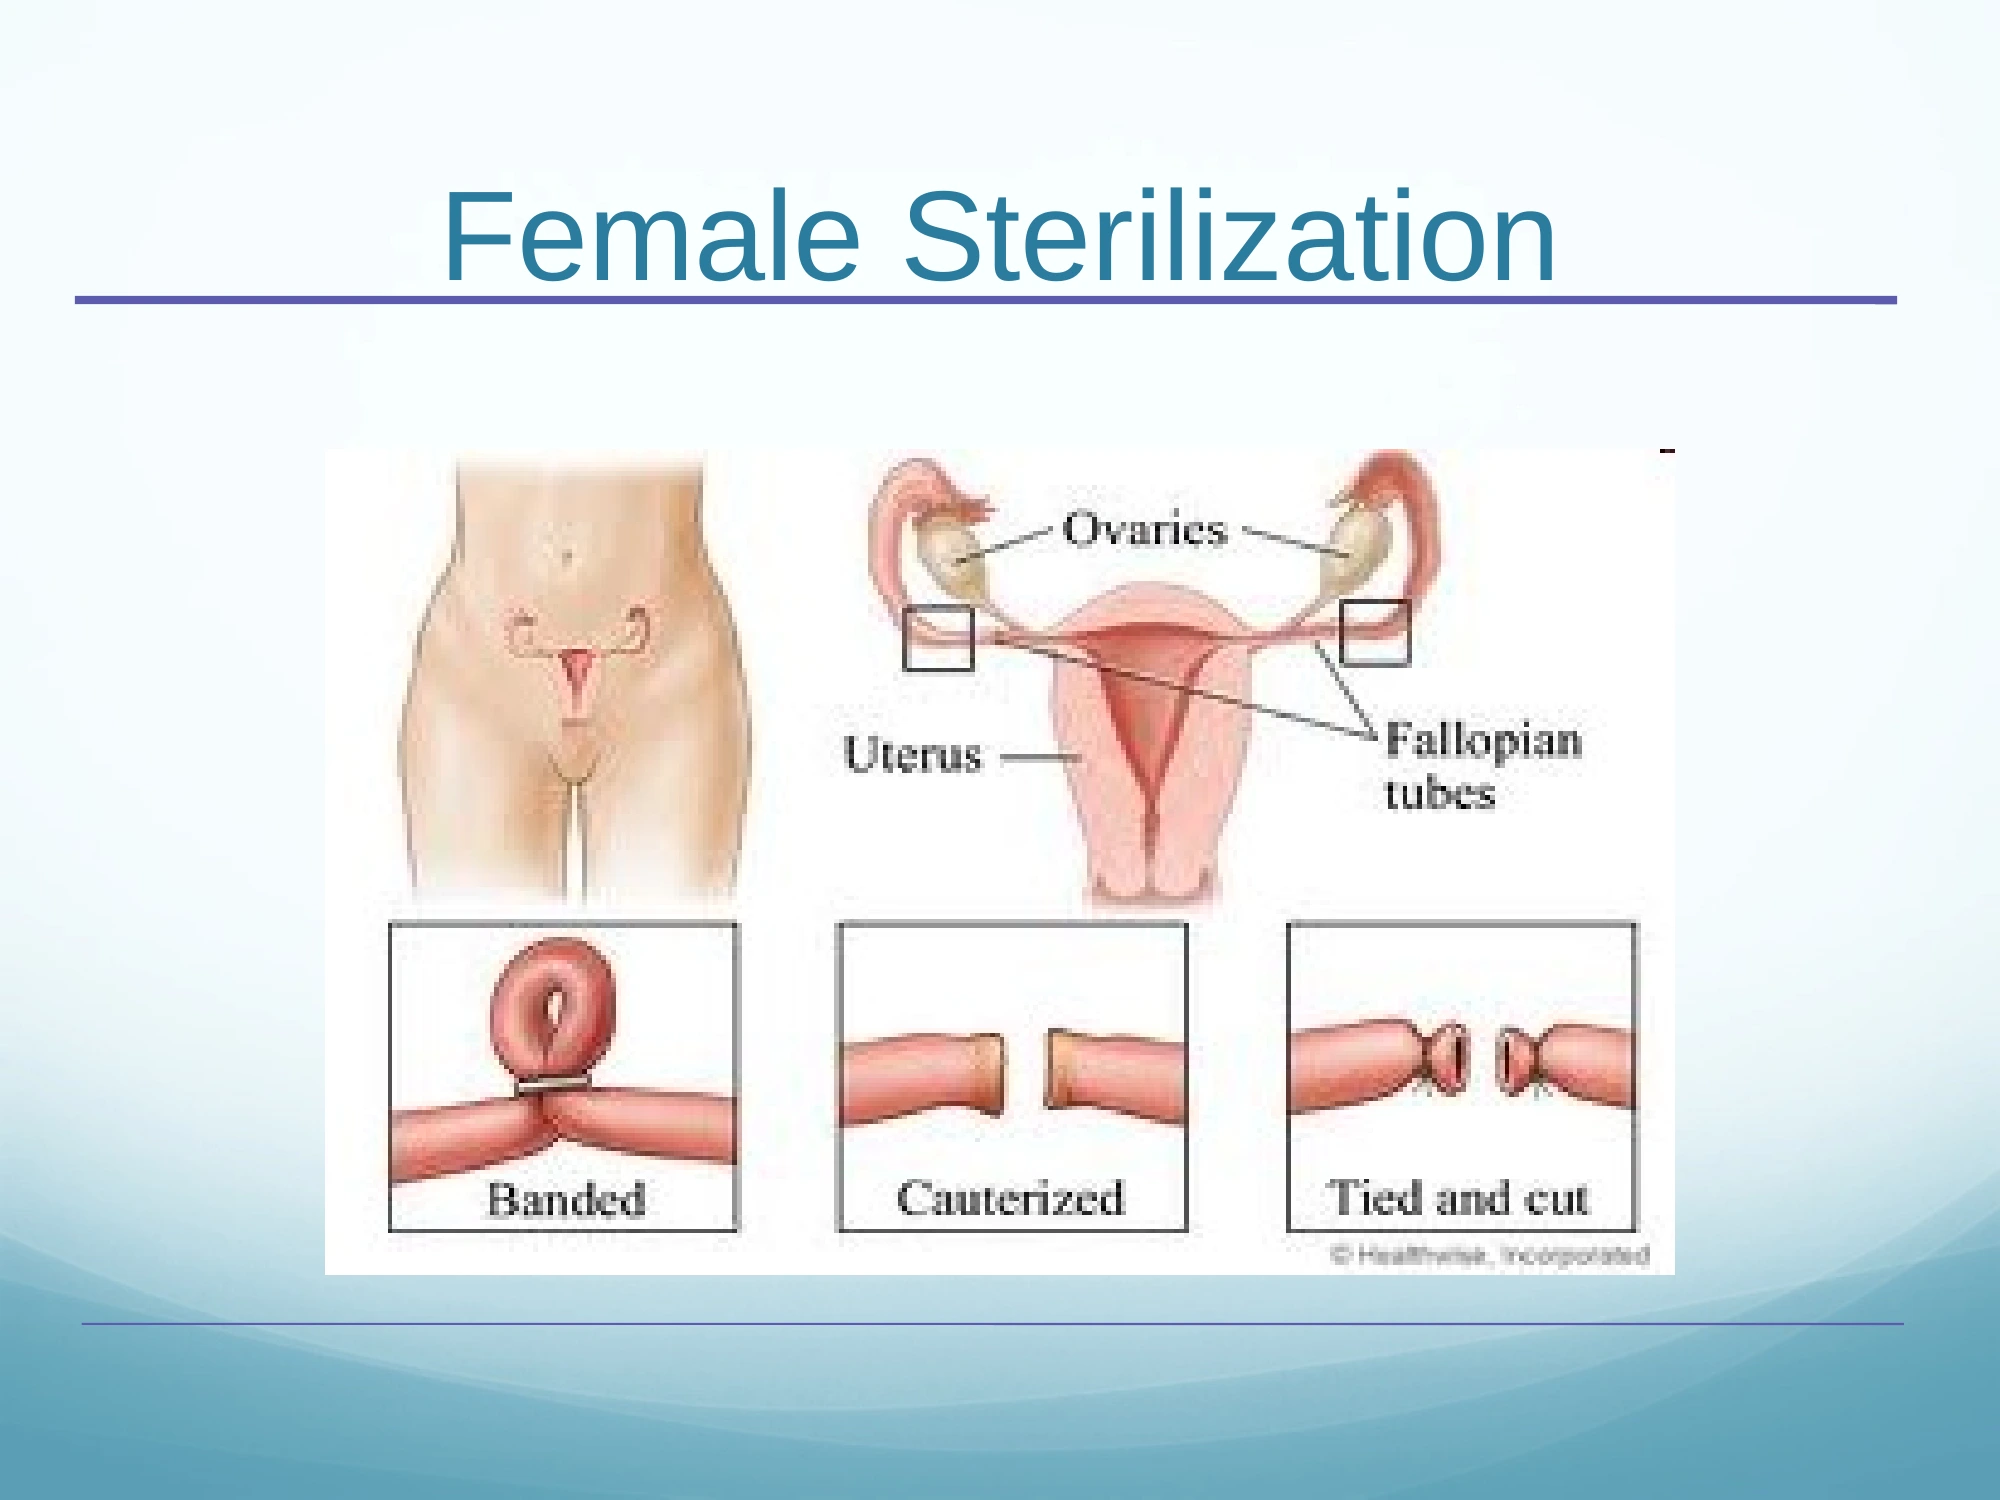 Female Sterilization
Ovaries
Uterus
Fallopian
tubes
Banded
Cauterized
Tied and cut
© Healthwise, Incorporated